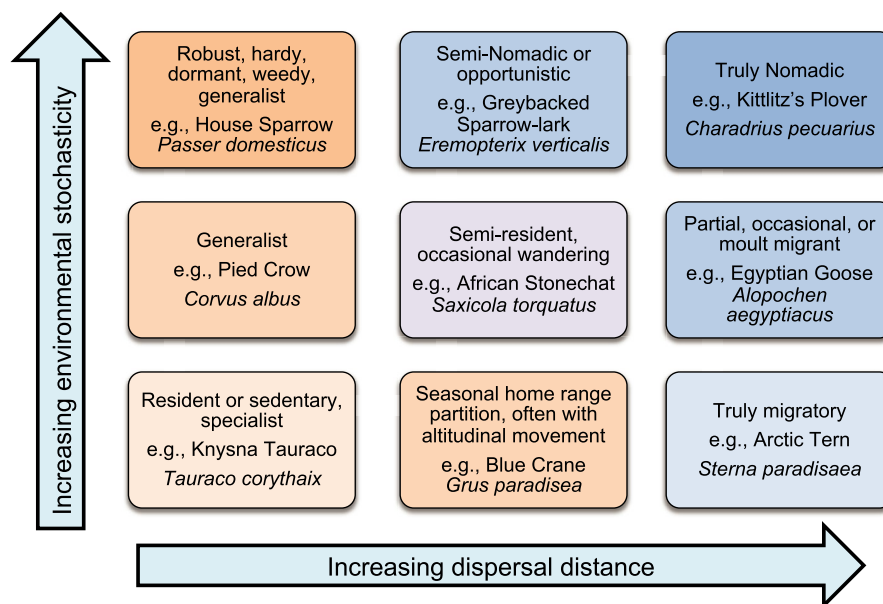 Increasing environmental stochasticity
Robust, hardy,
dormant, weedy,
generalist
e.g., House Sparrow
Passer domesticus
Semi-Nomadic or
opportunistic
e.g., Greybacked
Sparrow-lark
Eremopterix verticalis
Truly Nomadic
e.g., Kittlitz’s Plover
Charadrius pecuarius
Generalist
e.g., Pied Crow
Corvus albus
Semi-resident,
occasional wandering
e.g., African Stonechat
Saxicola torquatus
Partial, occasional, or
moult migrant
e.g., Egyptian Goose
Alopochen
aegyptiacus
Resident or sedentary,
specialist
e.g., Knysna Tauraco
Tauraco corythaix
Seasonal home range
partition, often with
altitudinal movement
e.g., Blue Crane
Grus paradisea
Truly migratory
e.g., Arctic Tern
Sterna paradisaea
Increasing dispersal distance